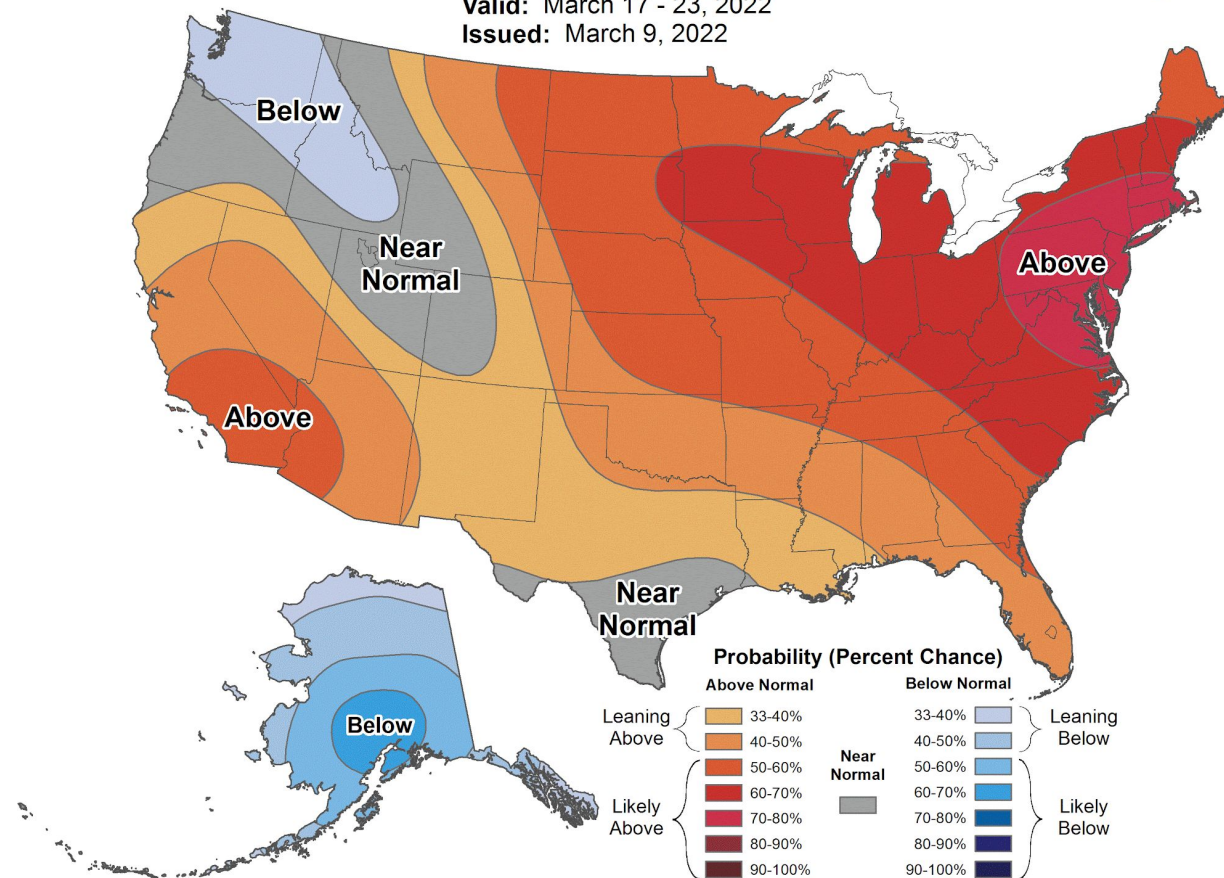 Valid: March 17 - 23, 2022
Issued: March 9, 2022
Below
Near
Normal
Above
Above
Near
Normal
Below
Probability (Percent Chance)
Above Normal
Below Normal
Leaning
Above
33-40%
40-50%
Likely
Above
50-60%
60-70%
70-80%
80-90%
90-100%
Near
Normal
33-40%
40-50%
Leaning
Below
50-60%
60-70%
70-80%
80-90%
90-100%
Likely
Below